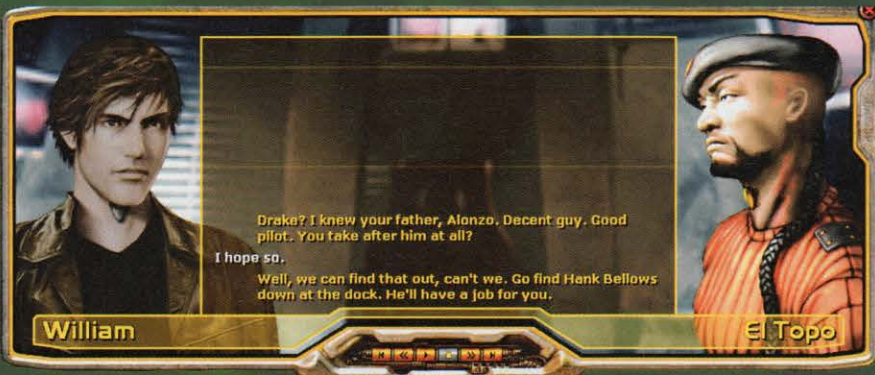 Drake? I knew your father, Alonzo. Decent guy. Good
pilot. You take after him at all?
I hope so.
Well, we can find that out, can't we. Go find Hank Bellows
down at the dock. He'll have a job for you.
William
El Topo